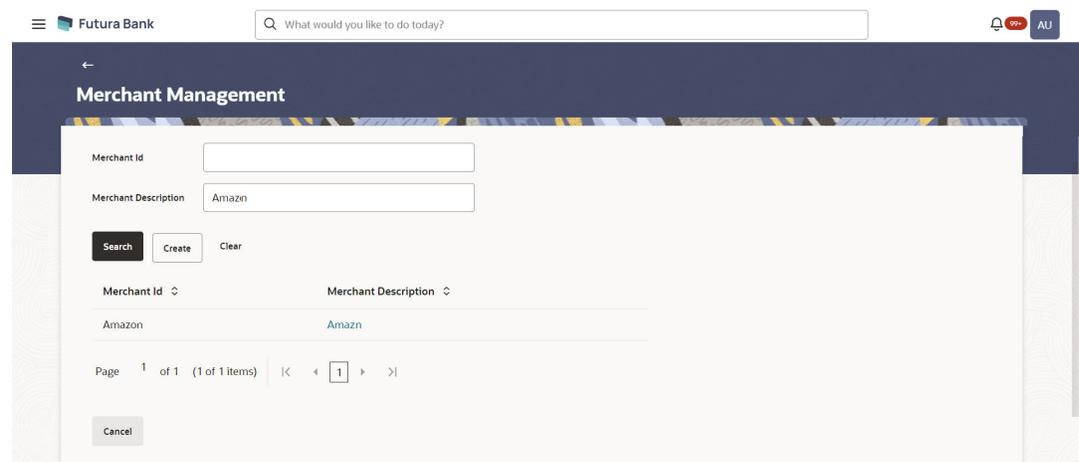 Futura Bank
What would you like to do today?
99+
AU
Merchant Management
Merchant Id
Merchant Description
Amazn
Search
Create
Clear
Merchant Id
Merchant Description
Amazon
Amazn
Page 1 of 1 (1 of 1 items) 1
Cancel